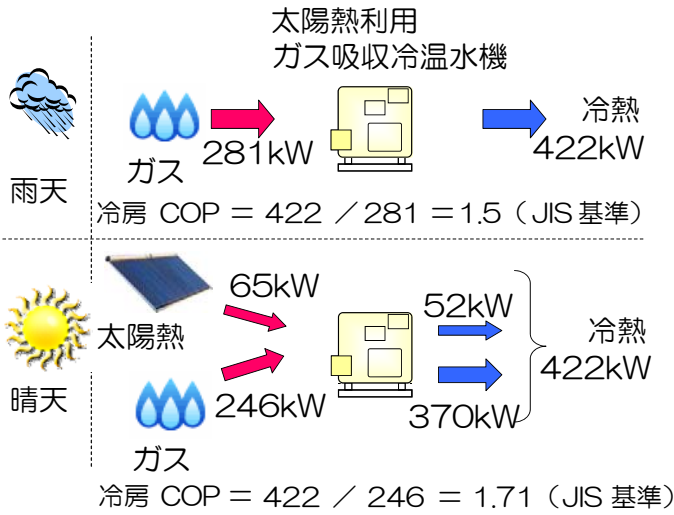 太陽熱利用
ガス吸収冷温水機
雨天
ガス
281kW
冷熱
422kW
冷房 COP = 422 / 281 = 1.5 ( JIS 基準 )
晴天
太陽熱
65kW
ガス
246kW
52kW
370kW
冷熱
422kW
冷房 COP = 422 / 246 = 1.71 ( JIS 基準 )